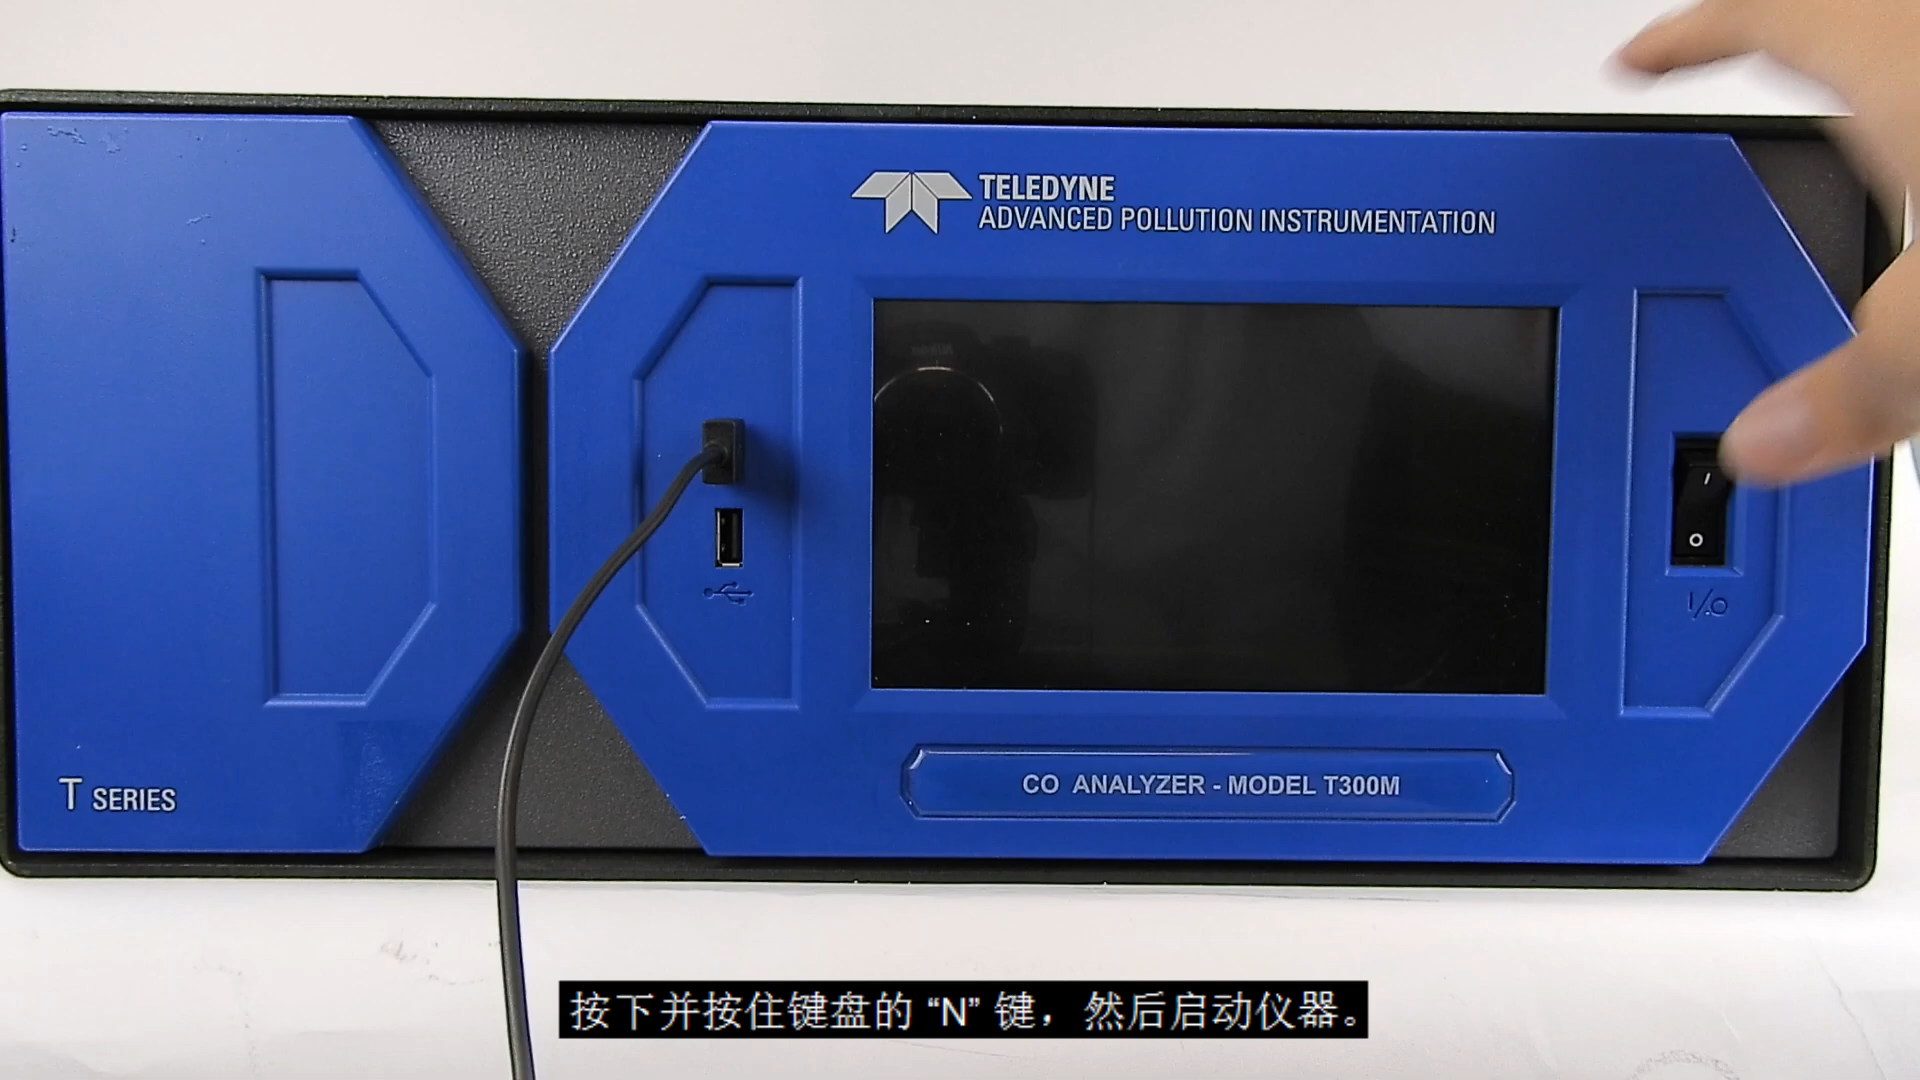 TELEDYNE
ADVANCED POLLUTION INSTRUMENTATION
I
O
I/O
CO ANALYZER - MODEL T300M
T SERIES
按下并按住键盘的 “N” 键，然后启动仪器。